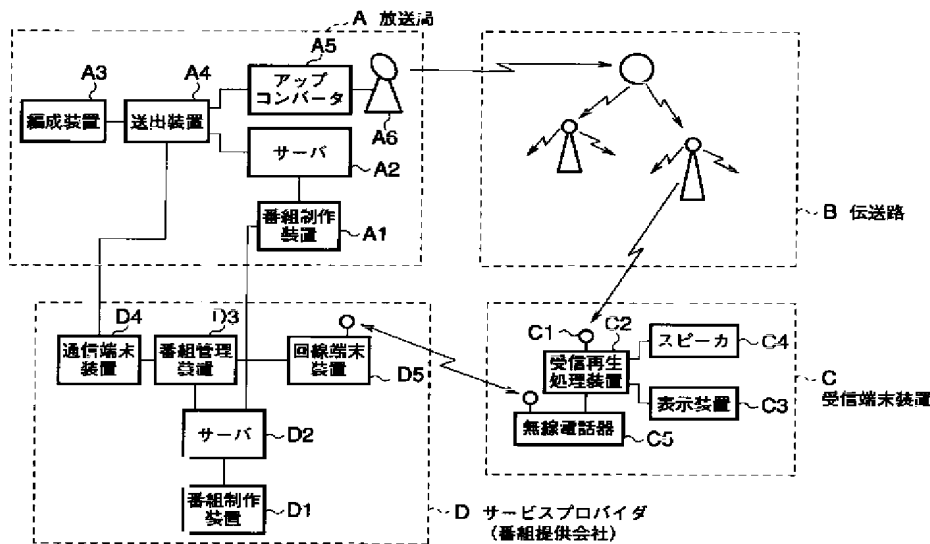 A 放送局
A3
編成装置
A4
送出装置
A5
アップ
コンバータ
A6
サーバ
A2
番組制作
装置
A1
B 伝送路
D4
通信端末
装置
D3
番組管理
装置
回線端末
装置
D5
サーバ
D2
番組制作
装置
D1
D サービスプロバイダ
(番組提供会社)
C1
C2
受信再生
処理装置
スピーカ
C4
表示装置
C3
無線電話器
C5
C
受信端末装置